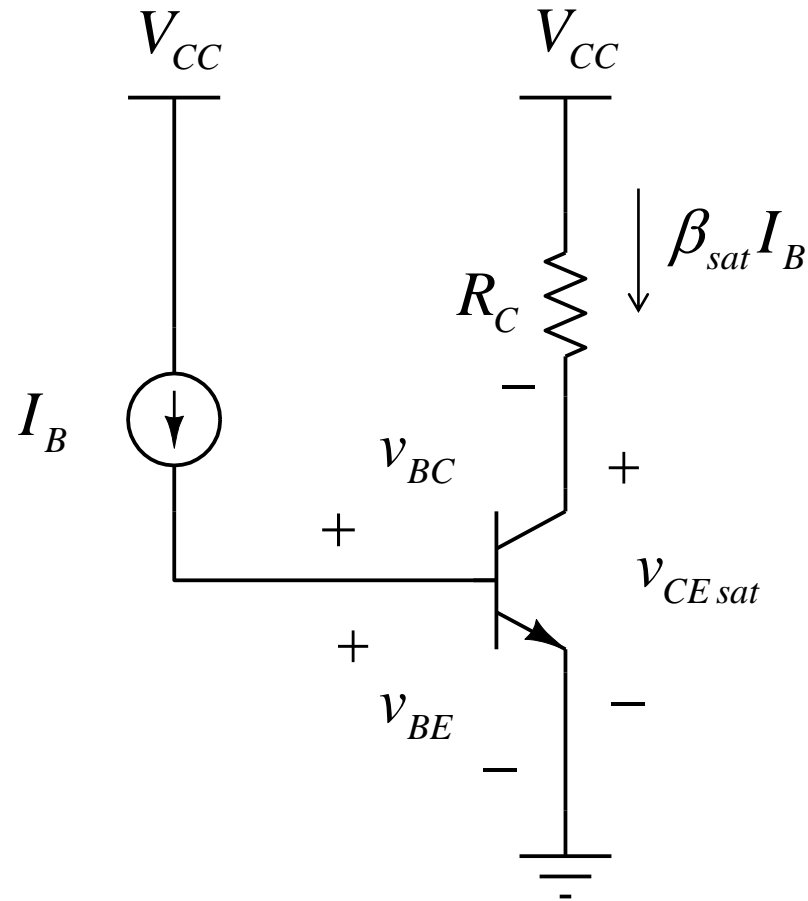 V_CC
V_CC
β_sat I_B
R_C
−
I_B
v_BC
+
+
v_CE sat
+
v_BE
−
−